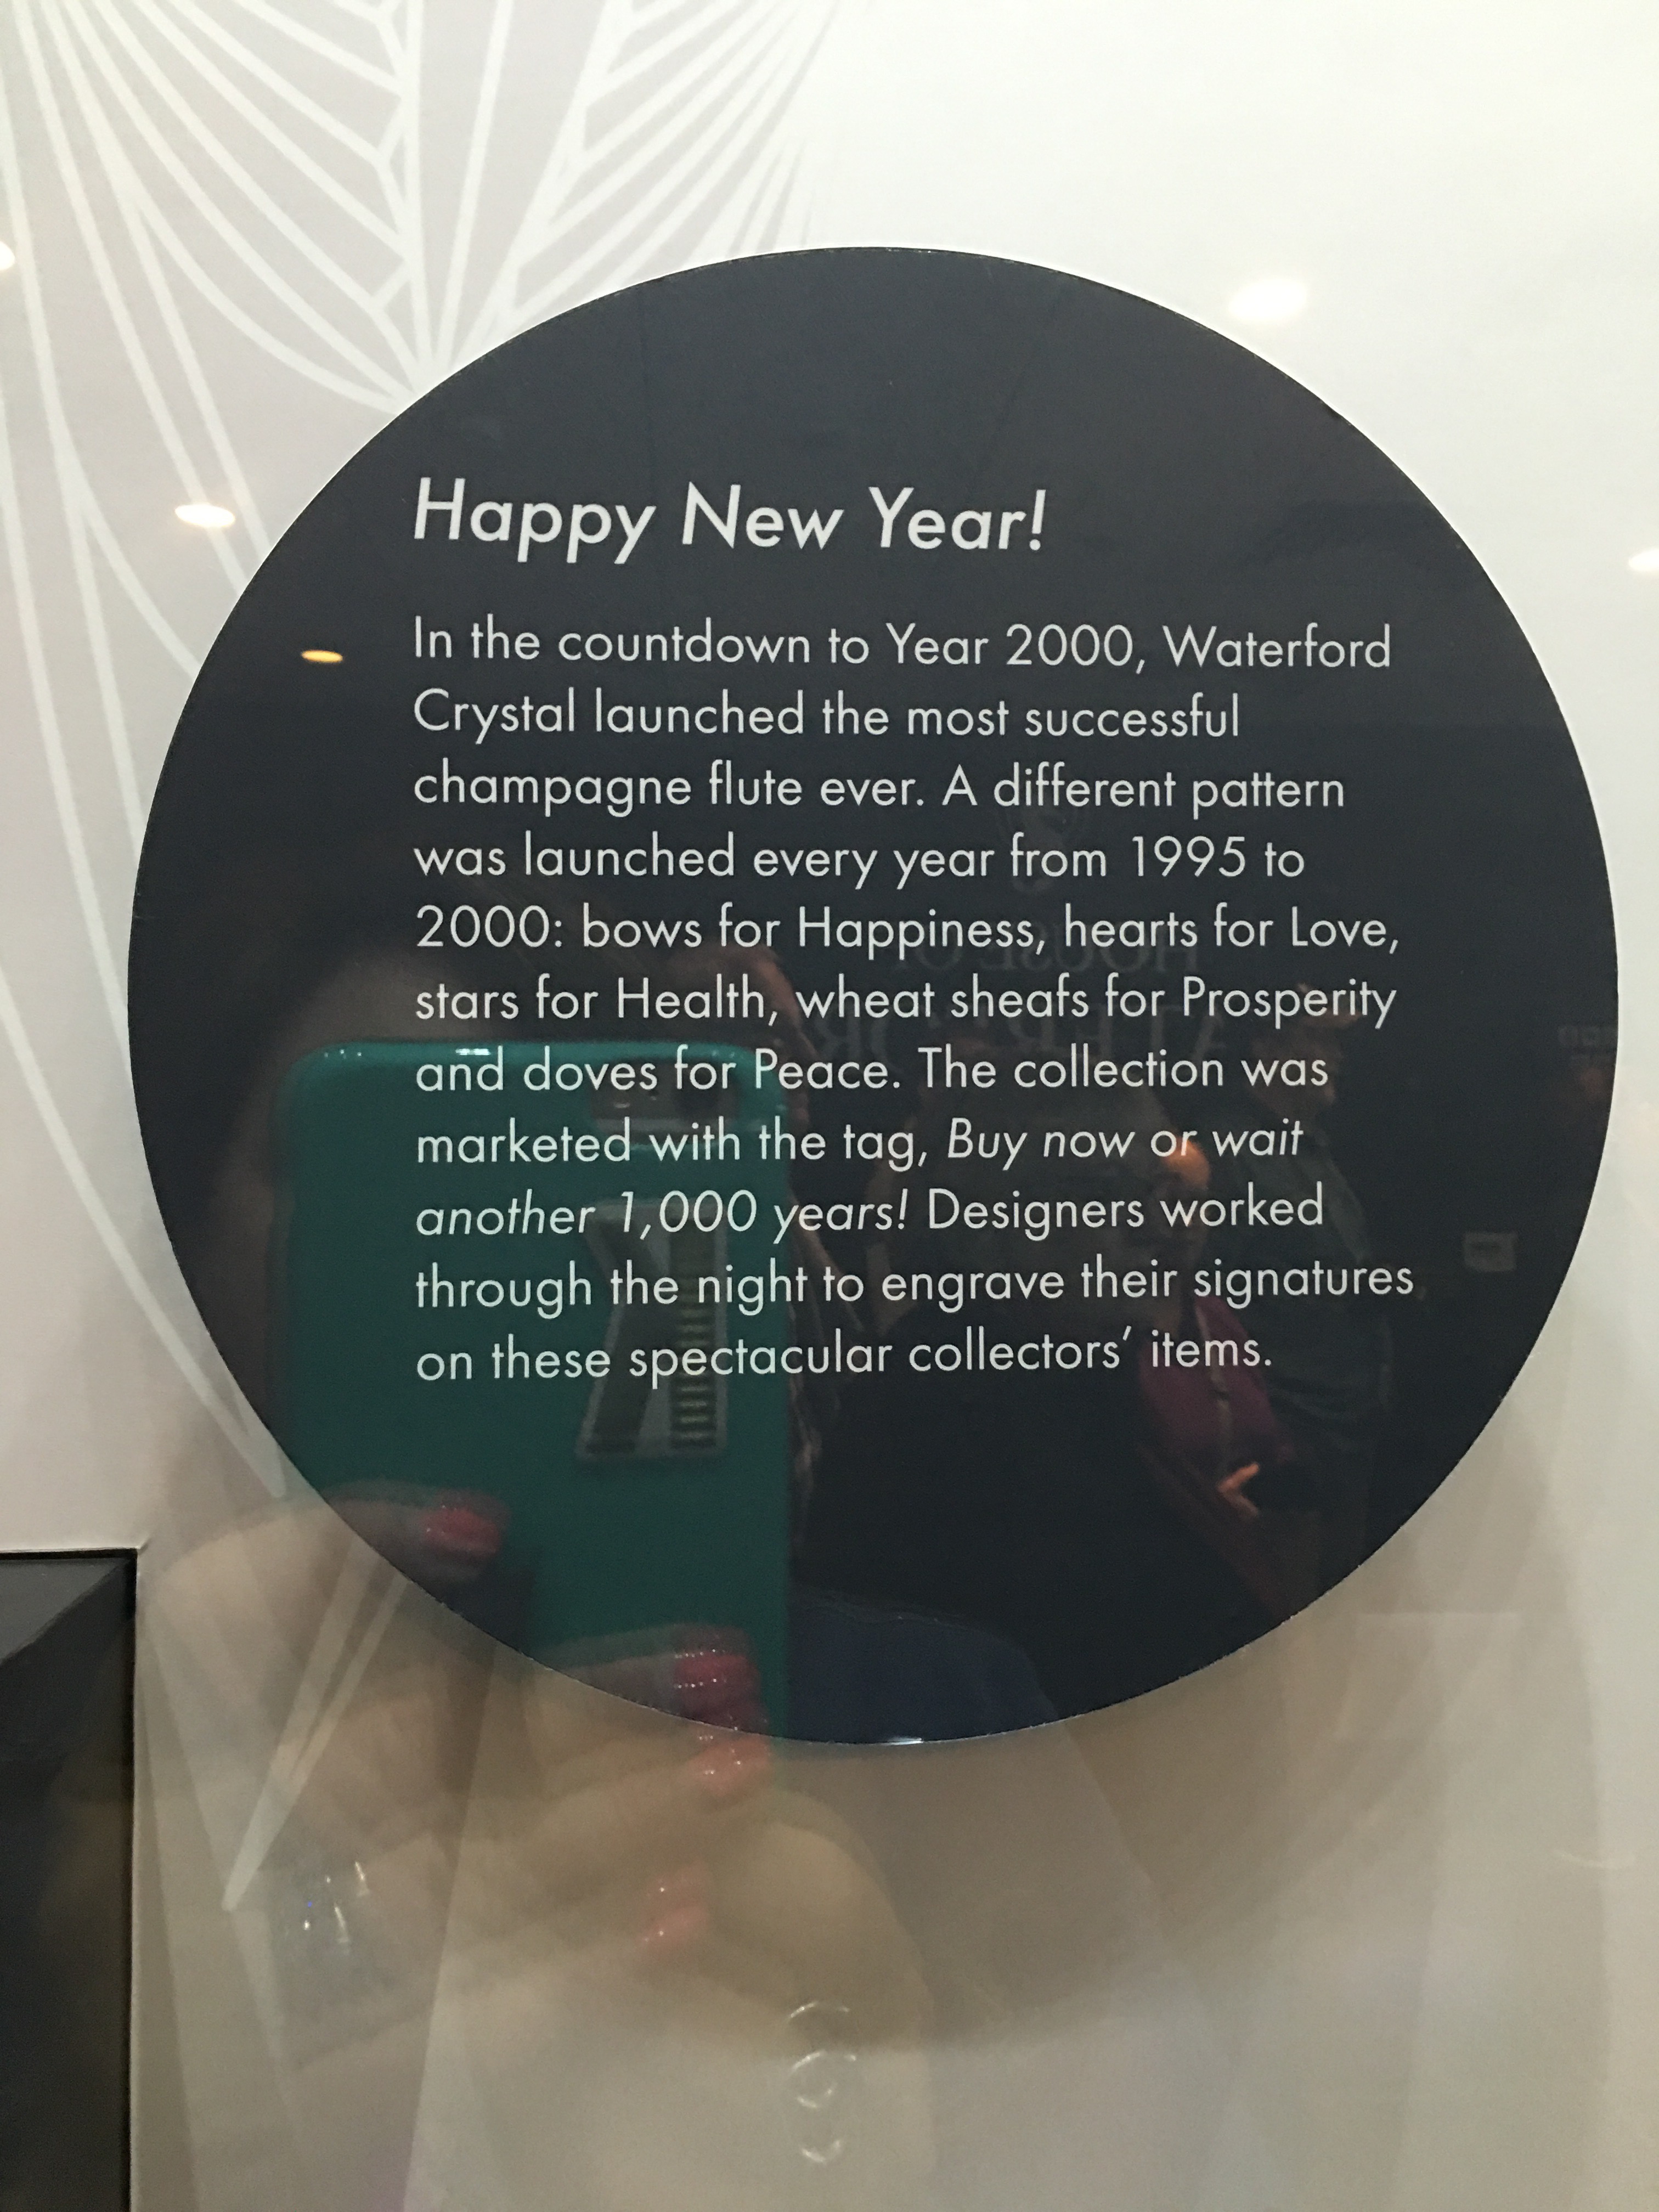 Happy New Year!
In the countdown to Year 2000, Waterford
Crystal launched the most successful
champagne flute ever. A different pattern
was launched every year from 1995 to
2000: bows for Happiness, hearts for Love,
stars for Health, wheat sheafs for Prosperity
and doves for Peace. The collection was
marketed with the tag, Buy now or wait
another 1,000 years! Designers worked
through the night to engrave their signatures
on these spectacular collectors’ items.
HOUSE OF